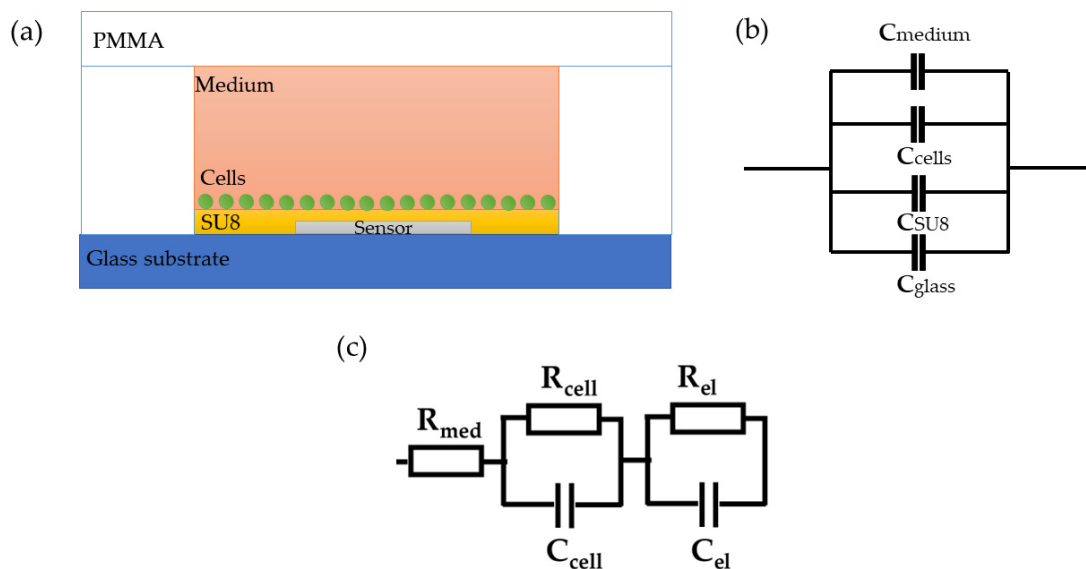 (a)
PMMA
Medium
Cells
SU8
Sensor
Glass substrate
(b)
Cmedium
Ccells
CSU8
Cglass
(c)
Rcell
Rel
Rmed
Ccell
Cel